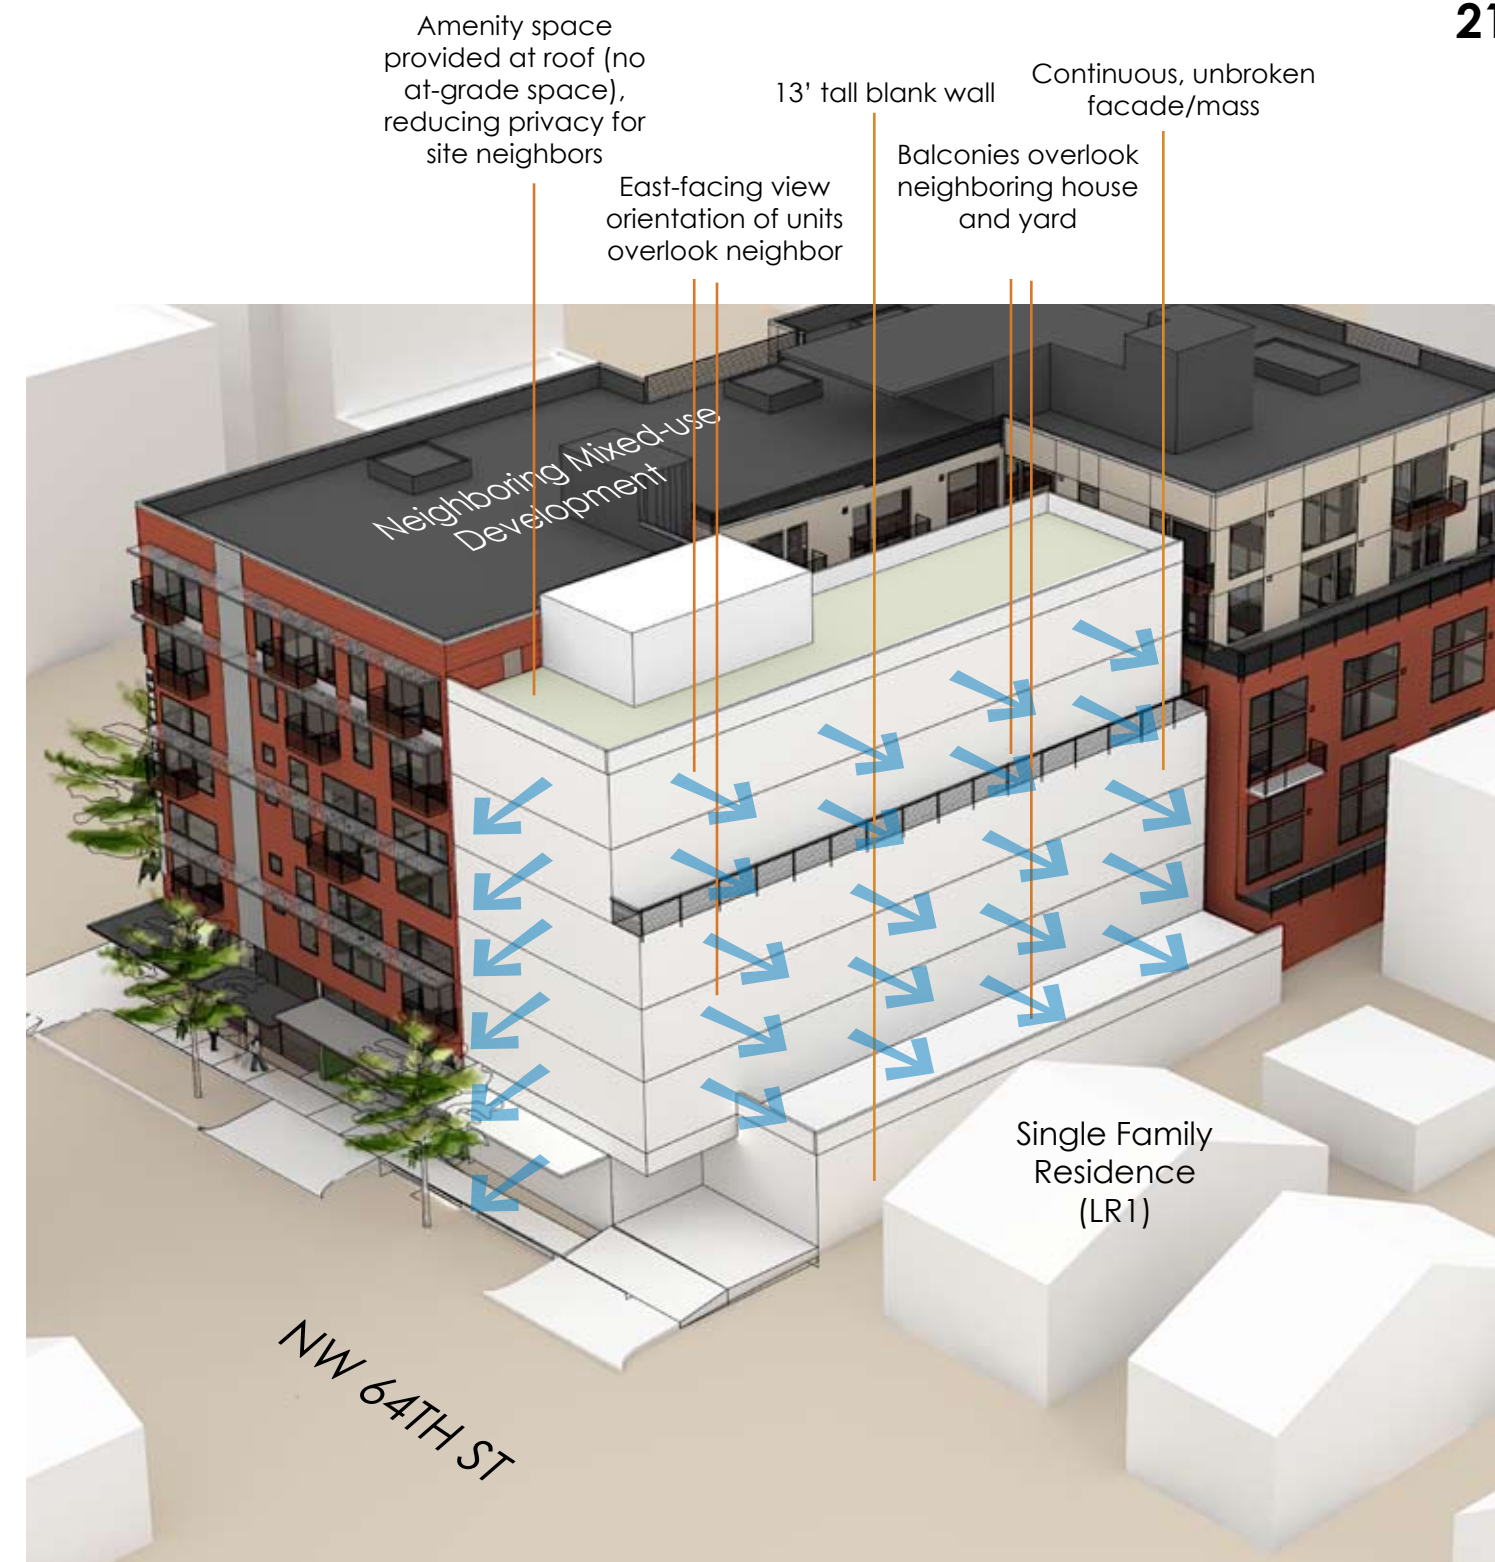 21
Amenity space
provided at roof (no
at-grade space),
reducing privacy for
site neighbors
13’ tall blank wall
Continuous, unbroken
facade/mass
East-facing view
orientation of units
overlook neighbor
Balconies overlook
neighboring house
and yard
Neighboring Mixed-use
Development
Single Family
Residence
(LR1)
NW 64TH ST